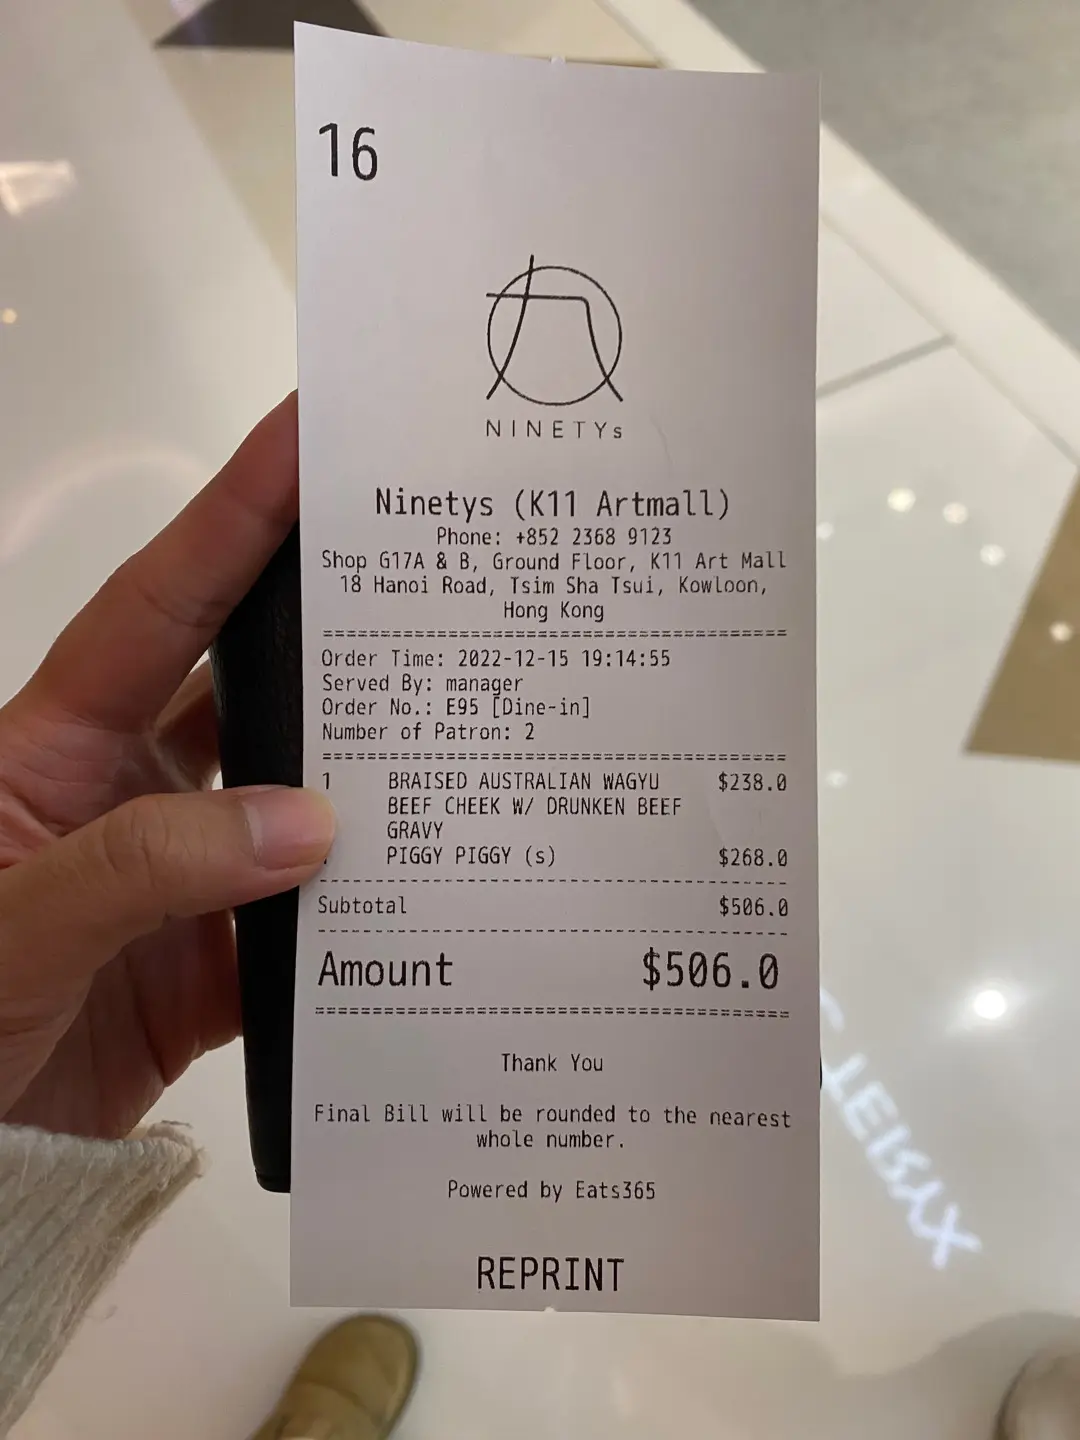 16
NINETYs
Ninetys (K11 Artmall)
Phone: +852 2368 9123
Shop G17A & B, Ground Floor, K11 Art Mall
18 Hanoi Road, Tsim Sha Tsui, Kowloon,
Hong Kong
=========================================
Order Time: 2022-12-15 19:14:55
Served By: manager
Order No.: E95 [Dine-in]
Number of Patron: 2
=========================================
1 BRAISED AUSTRALIAN WAGYU $238.0
BEEF CHEEK W/ DRUNKEN BEEF
GRAVY
PIGGY PIGGY (s) $268.0
-----------------------------------------
Subtotal $506.0
-----------------------------------------
Amount $506.0
=========================================
Thank You
Final Bill will be rounded to the nearest
whole number.
Powered by Eats365
REPRINT